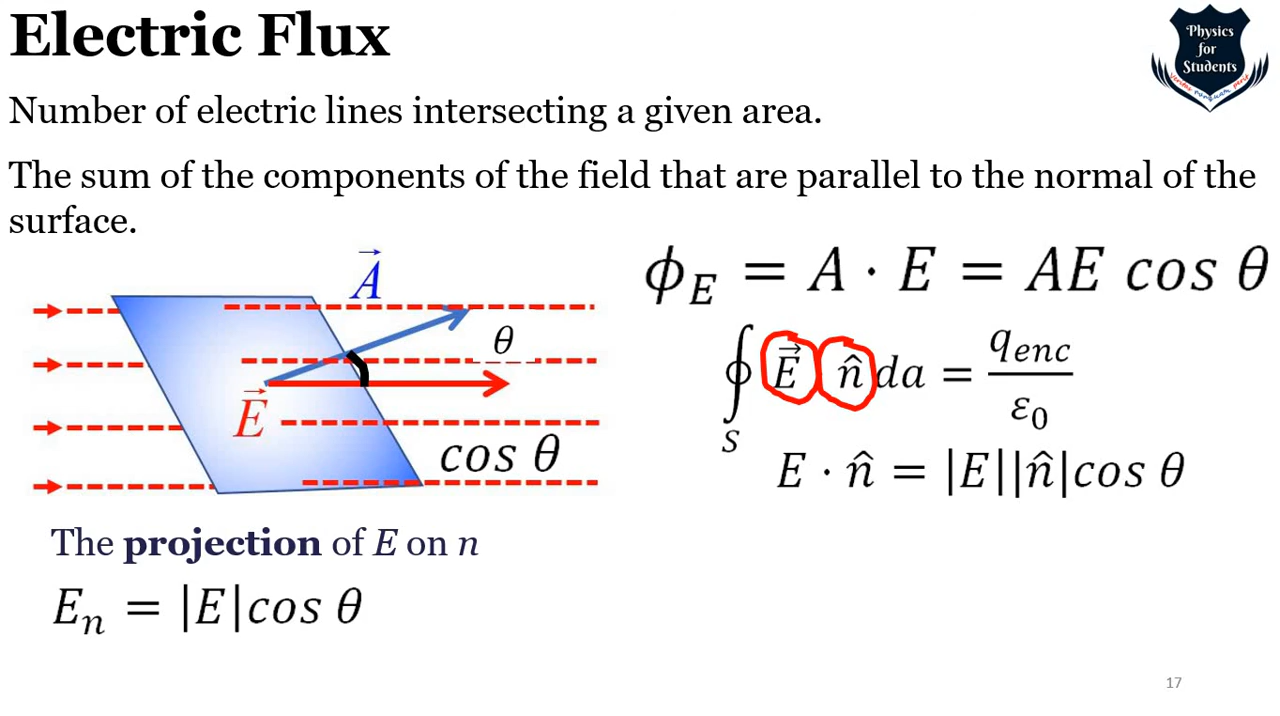 Electric Flux
Physics
for
Students
Number of electric lines intersecting a given area.
The sum of the components of the field that are parallel to the normal of the
surface.
A⃗
θ
E⃗
cos θ
ϕ_E = A · E = AE cos θ
∮_S E⃗ n̂ da = q_enc / ε_0
E · n̂ = |E||n̂|cos θ
The projection of E on n
E_n = |E|cos θ
17